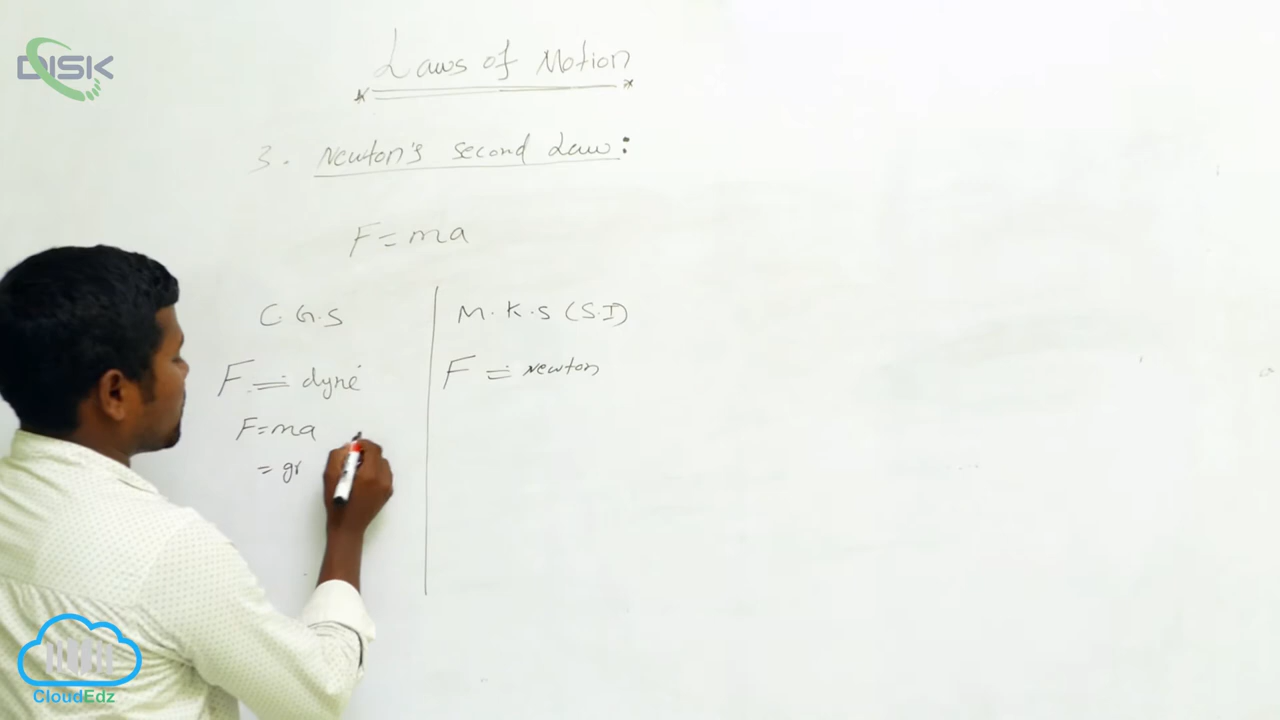 DISK
Laws of Motion
3. Newton's second Law:
F = ma
C.G.S
M.K.S (S.I)
F = dyne
F = Newton
F = ma
= gr
CloudEdz